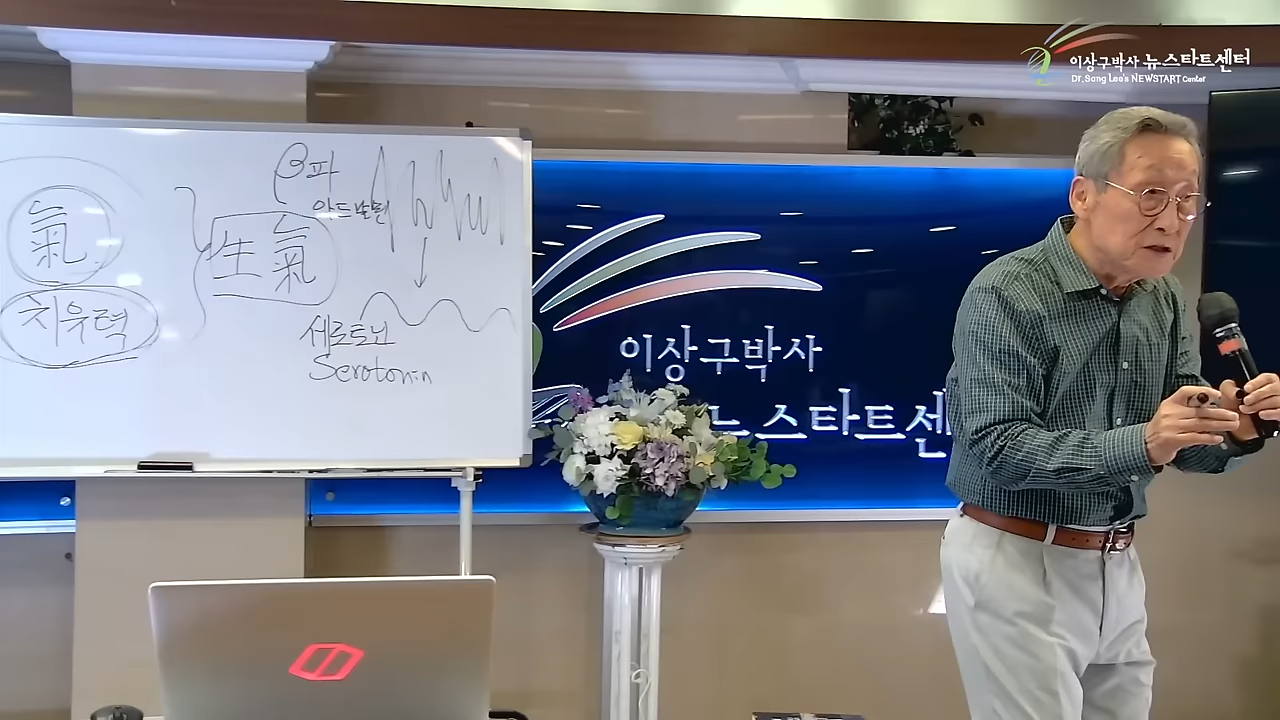 이상구박사 뉴스타트센터
Dr. Sang Lee's NEWSTART Center
氣
치유력
生氣
β파
아드날린
세로토닌
Serotonin
이상구박사
뉴스타트센